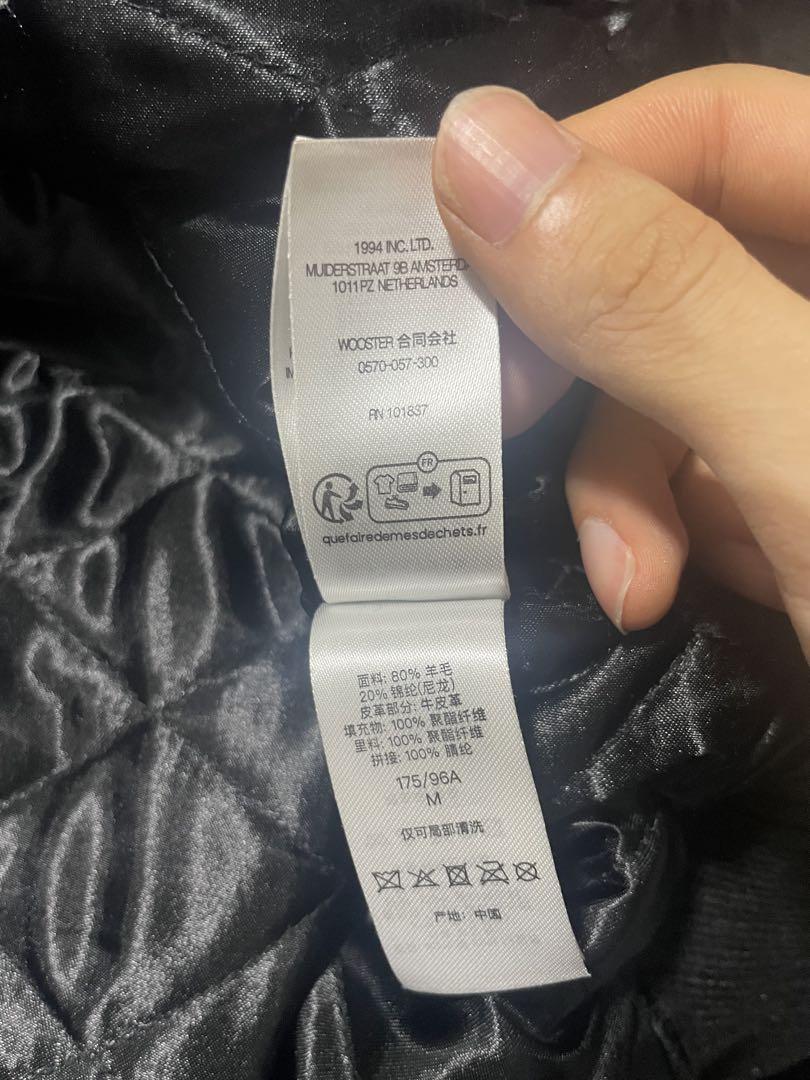 1994 INC. LTD.
MUIDERSTRAAT 9B AMSTERD
1011PZ NETHERLANDS
WOOSTER 合同会社
0570-057-300
RN 101837
FR
quefairedemesdechets.fr
面料: 80% 羊毛
20% 锦纶(尼龙)
皮革部分: 牛皮革
填充物: 100% 聚酯纤维
里料: 100% 聚酯纤维
拼接: 100% 腈纶
175/96A
M
仅可局部清洗
产地: 中国